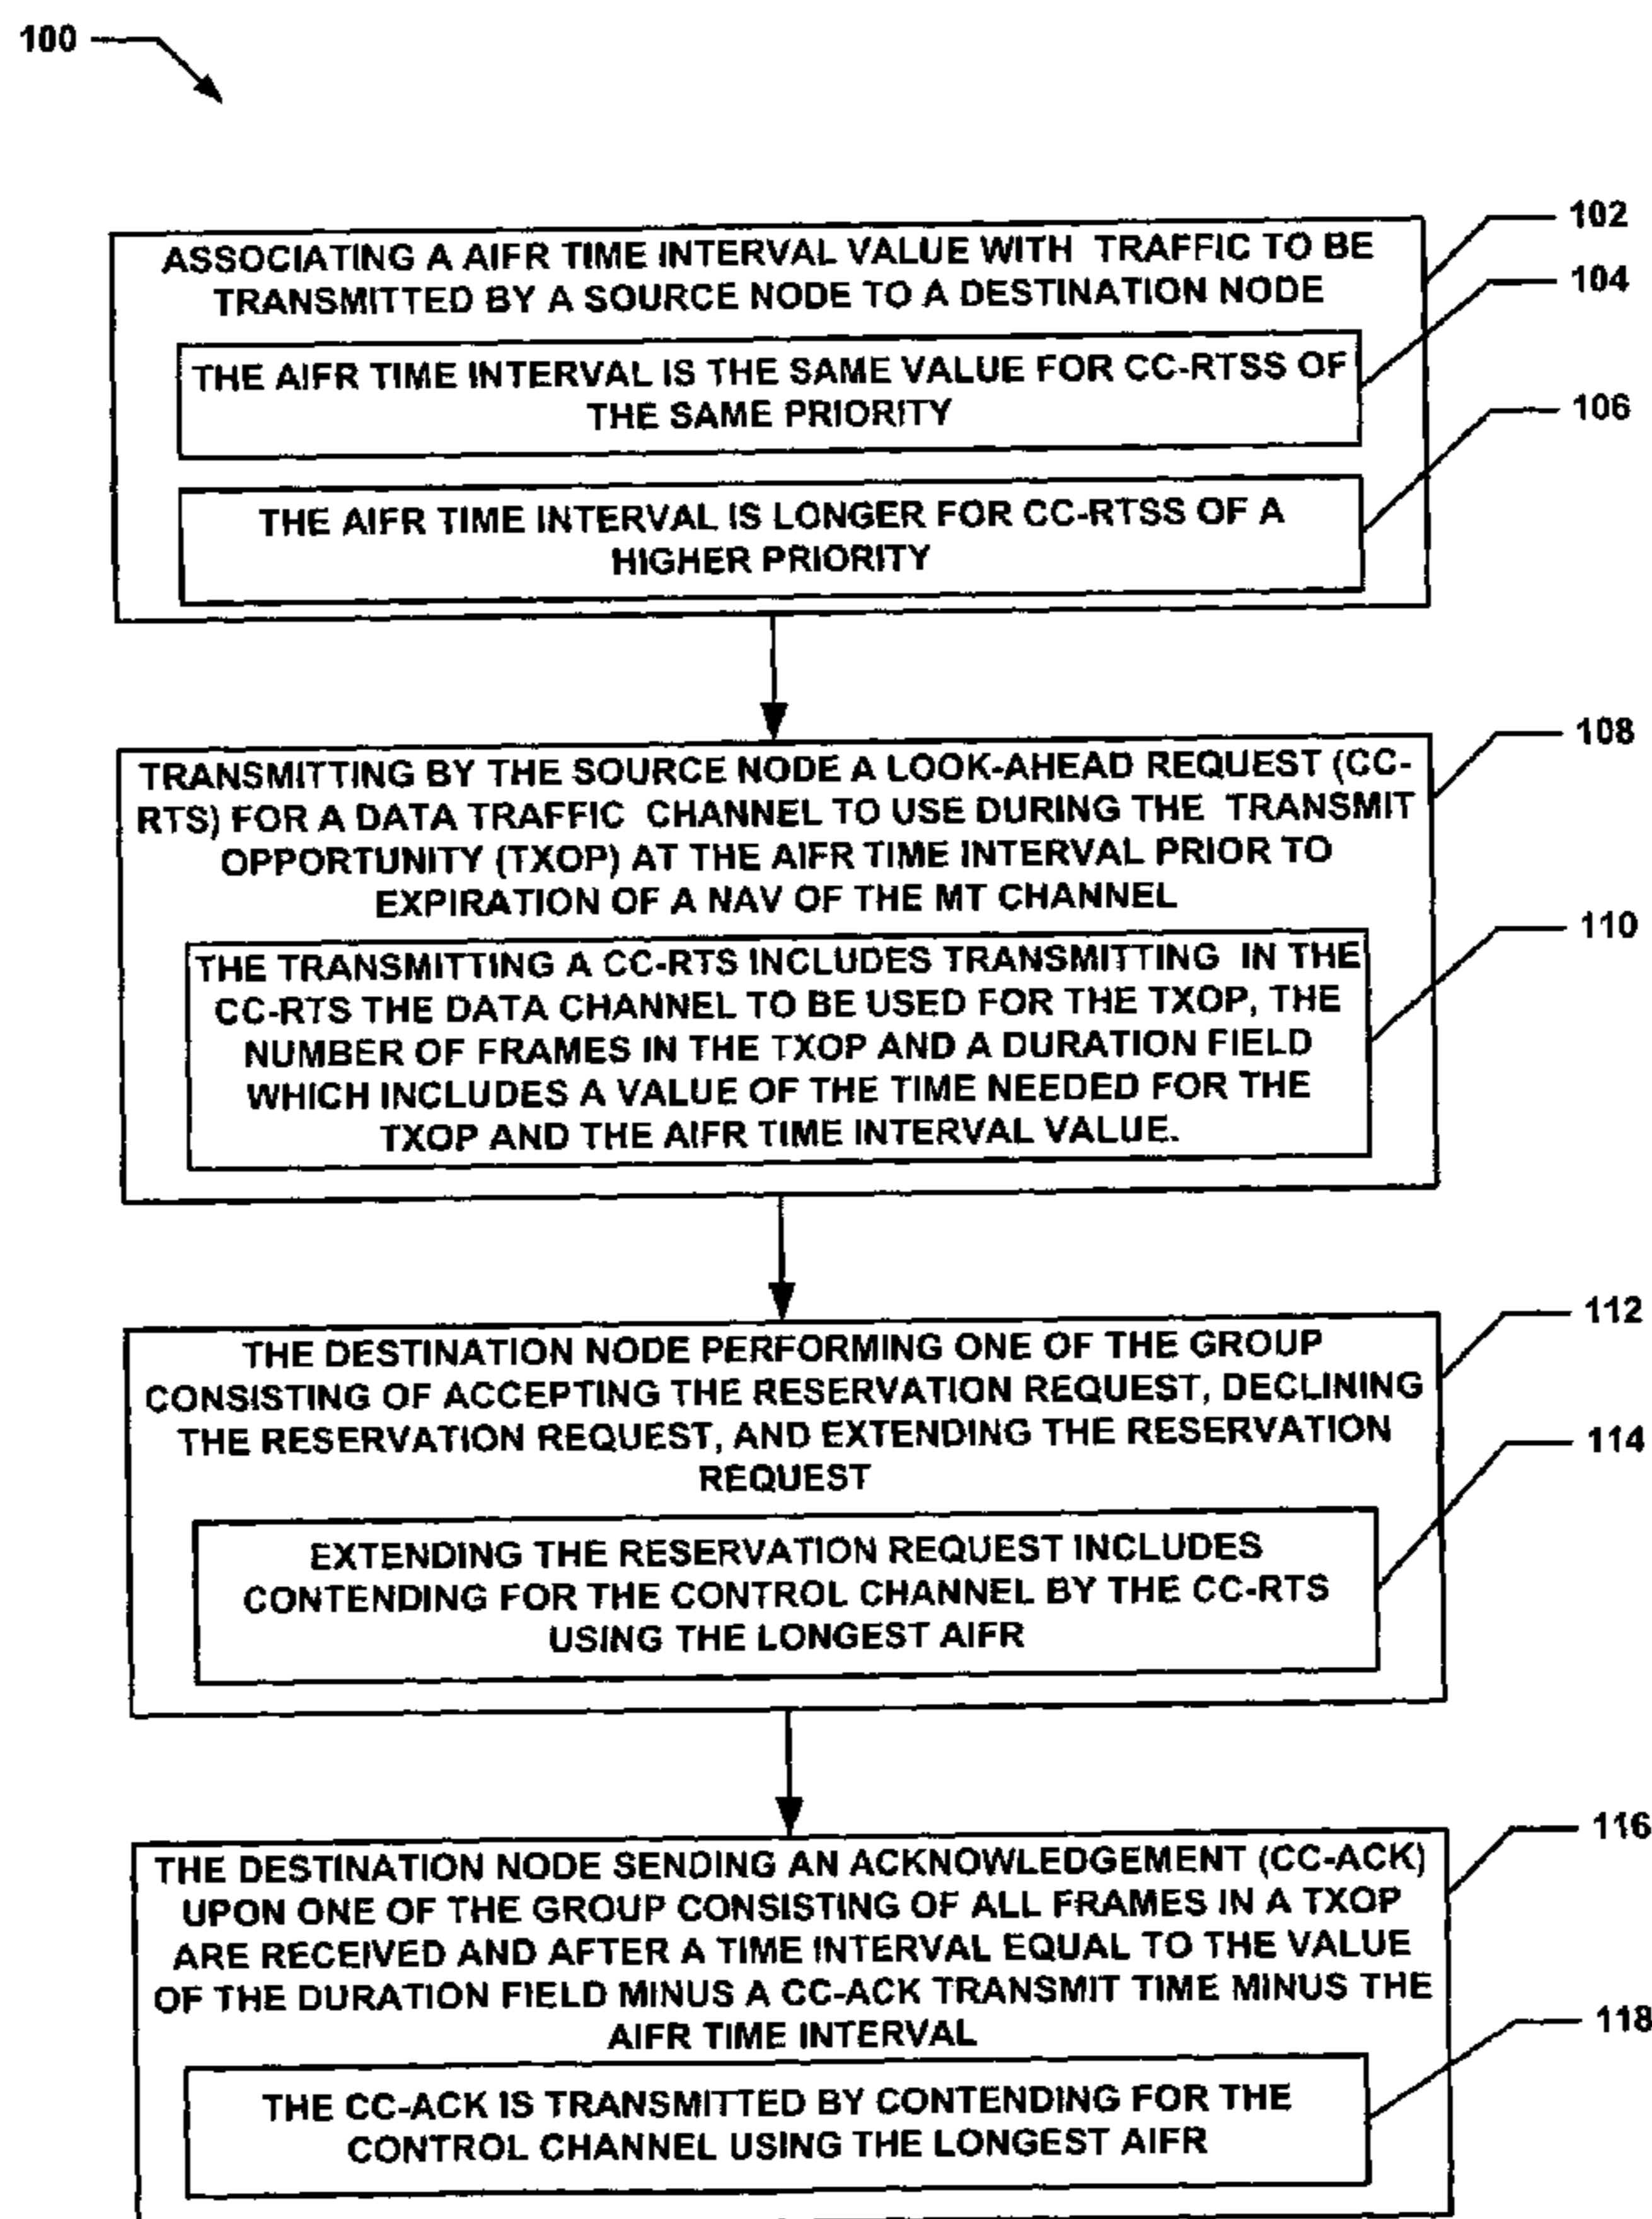 100
102
ASSOCIATING A AIFR TIME INTERVAL VALUE WITH TRAFFIC TO BE
TRANSMITTED BY A SOURCE NODE TO A DESTINATION NODE
104
THE AIFR TIME INTERVAL IS THE SAME VALUE FOR CC-RTSS OF
THE SAME PRIORITY
106
THE AIFR TIME INTERVAL IS LONGER FOR CC-RTSS OF A
HIGHER PRIORITY
108
TRANSMITTING BY THE SOURCE NODE A LOOK-AHEAD REQUEST (CC-
RTS) FOR A DATA TRAFFIC CHANNEL TO USE DURING THE TRANSMIT
OPPORTUNITY (TXOP) AT THE AIFR TIME INTERVAL PRIOR TO
EXPIRATION OF A NAV OF THE MT CHANNEL
110
THE TRANSMITTING A CC-RTS INCLUDES TRANSMITTING IN THE
CC-RTS THE DATA CHANNEL TO BE USED FOR THE TXOP, THE
NUMBER OF FRAMES IN THE TXOP AND A DURATION FIELD
WHICH INCLUDES A VALUE OF THE TIME NEEDED FOR THE
TXOP AND THE AIFR TIME INTERVAL VALUE.
112
THE DESTINATION NODE PERFORMING ONE OF THE GROUP
CONSISTING OF ACCEPTING THE RESERVATION REQUEST, DECLINING
THE RESERVATION REQUEST, AND EXTENDING THE RESERVATION
REQUEST
114
EXTENDING THE RESERVATION REQUEST INCLUDES
CONTENDING FOR THE CONTROL CHANNEL BY THE CC-RTS
USING THE LONGEST AIFR
116
THE DESTINATION NODE SENDING AN ACKNOWLEDGEMENT (CC-ACK)
UPON ONE OF THE GROUP CONSISTING OF ALL FRAMES IN A TXOP
ARE RECEIVED AND AFTER A TIME INTERVAL EQUAL TO THE VALUE
OF THE DURATION FIELD MINUS A CC-ACK TRANSMIT TIME MINUS THE
AIFR TIME INTERVAL
118
THE CC-ACK IS TRANSMITTED BY CONTENDING FOR THE
CONTROL CHANNEL USING THE LONGEST AIFR